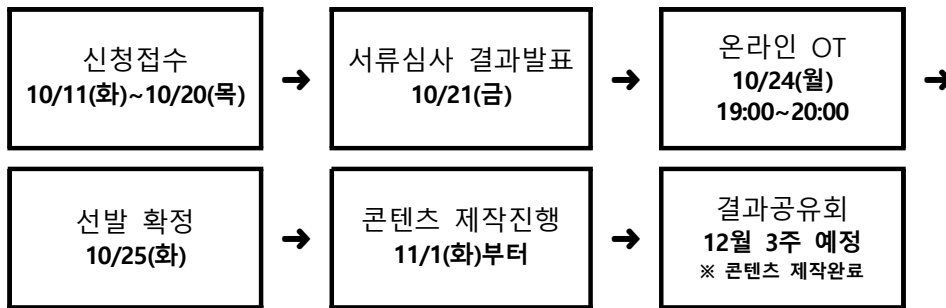 신청접수
10/11(화)~10/20(목)
➜
서류심사 결과발표
10/21(금)
➜
온라인 OT
10/24(월)
19:00~20:00
➜
선발 확정
10/25(화)
➜
콘텐츠 제작진행
11/1(화)부터
➜
결과공유회
12월 3주 예정
※ 콘텐츠 제작완료